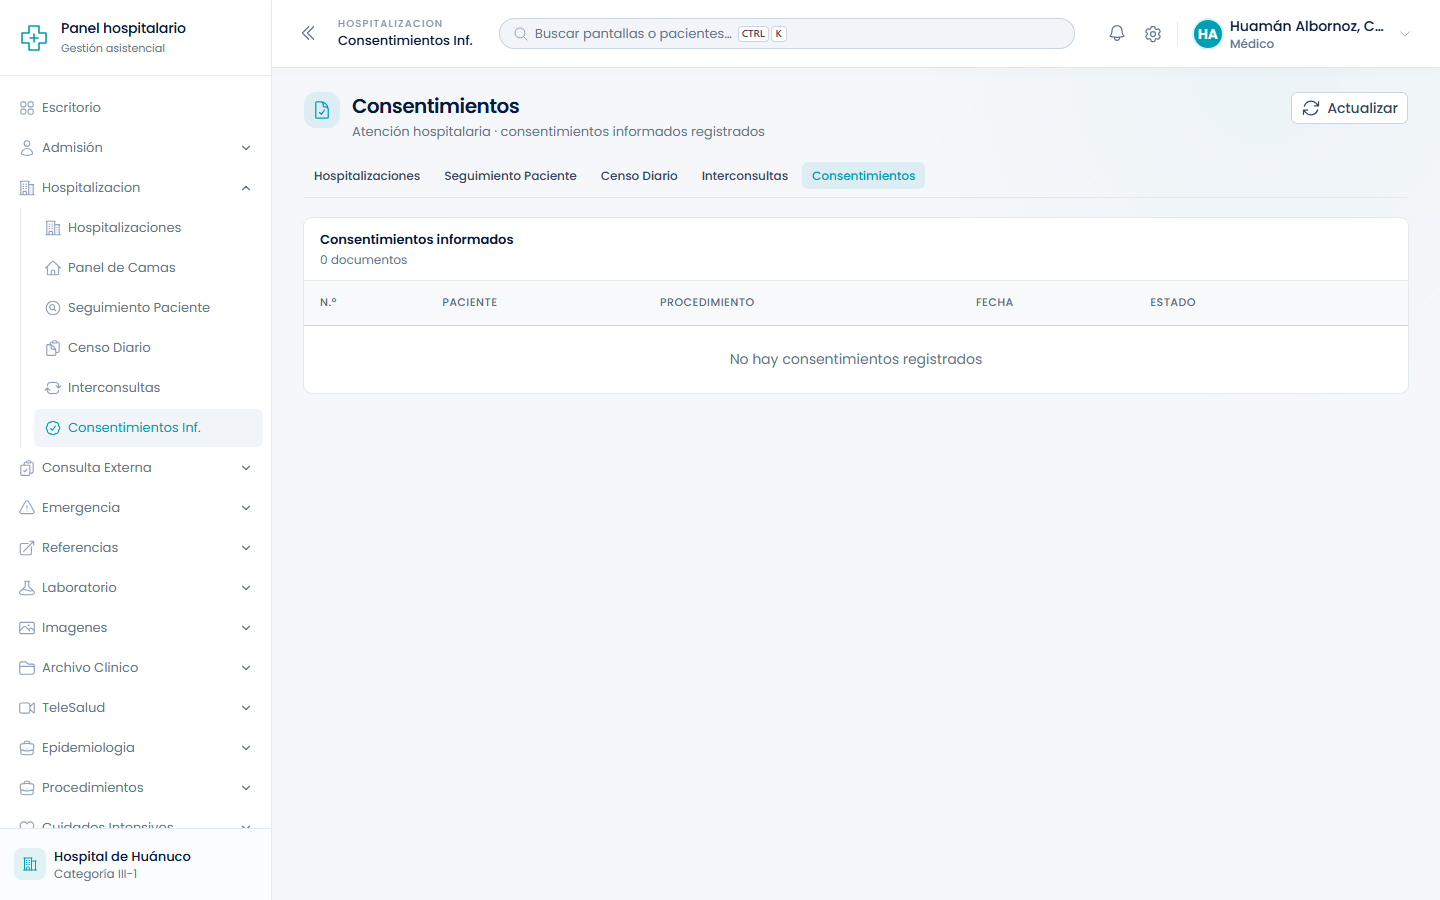 Panel hospitalario
Gestión asistencial
Escritorio
Admisión
Hospitalizacion
Hospitalizaciones
Panel de Camas
Seguimiento Paciente
Censo Diario
Interconsultas
Consentimientos Inf.
Consulta Externa
Emergencia
Referencias
Laboratorio
Imagenes
Archivo Clinico
TeleSalud
Epidemiologia
Procedimientos
Cuidados Intensivos
Hospital de Huánuco
Categoría III-1
HOSPITALIZACION
Consentimientos Inf.
Buscar pantallas o pacientes... CTRL K
HA
Huamán Albornoz, C...
Médico
Consentimientos
Atención hospitalaria · consentimientos informados registrados
Actualizar
Hospitalizaciones Seguimiento Paciente Censo Diario Interconsultas Consentimientos
Consentimientos informados
0 documentos
N.º PACIENTE PROCEDIMIENTO FECHA ESTADO
No hay consentimientos registrados